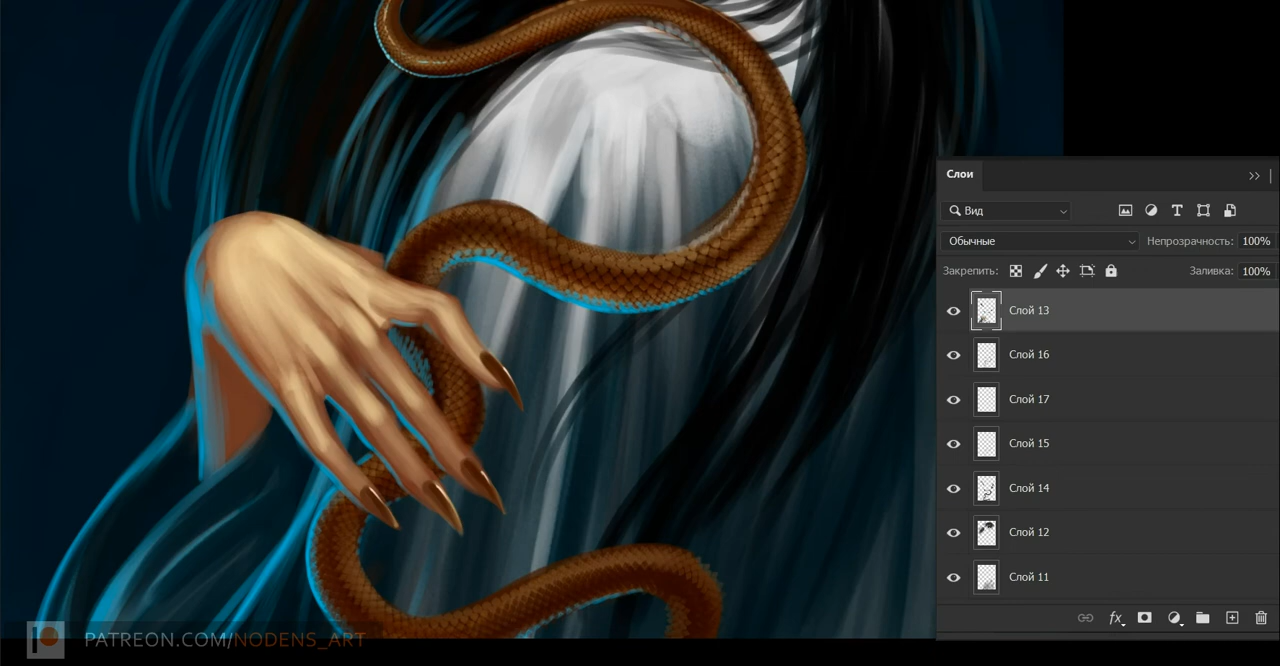 Слои
Вид
Обычные
Непрозрачность: 100%
Закрепить:
Заливка: 100%
Слой 13
Слой 16
Слой 17
Слой 15
Слой 14
Слой 12
Слой 11
fx
PATREON.COM/NODENS_ART